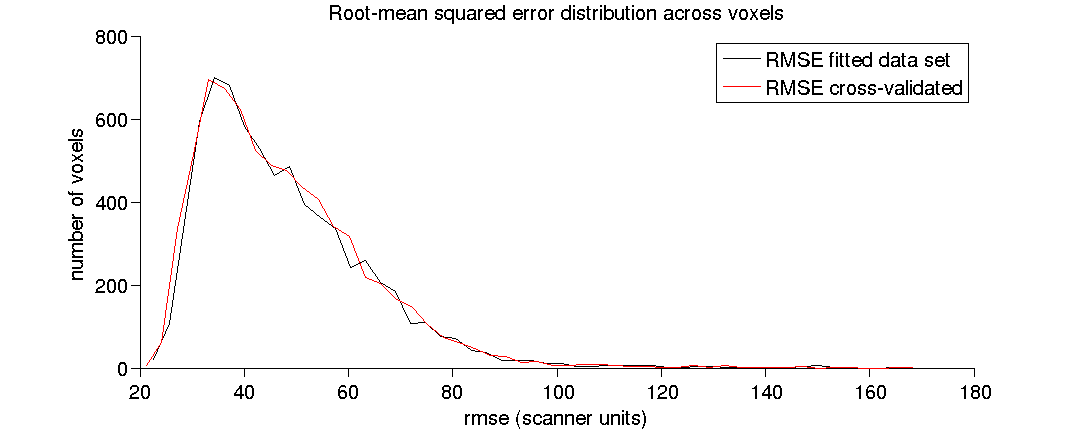 Root-mean squared error distribution across voxels
RMSE fitted data set
RMSE cross-validated
number of voxels
800
600
400
200
0
20 40 60 80 100 120 140 160 180
rmse (scanner units)